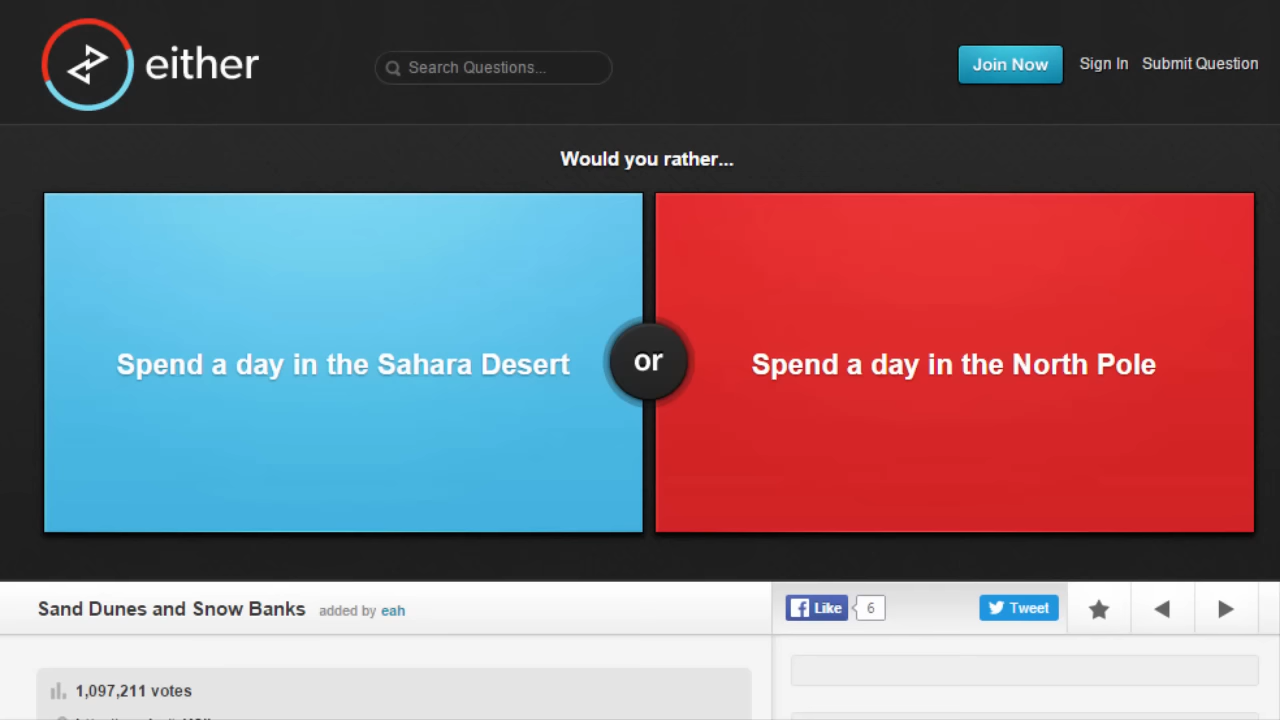 either
Search Questions...
Join Now
Sign In
Submit Question
Would you rather...
Spend a day in the Sahara Desert
or
Spend a day in the North Pole
Sand Dunes and Snow Banks added by eah
Like
6
Tweet
1,097,211 votes